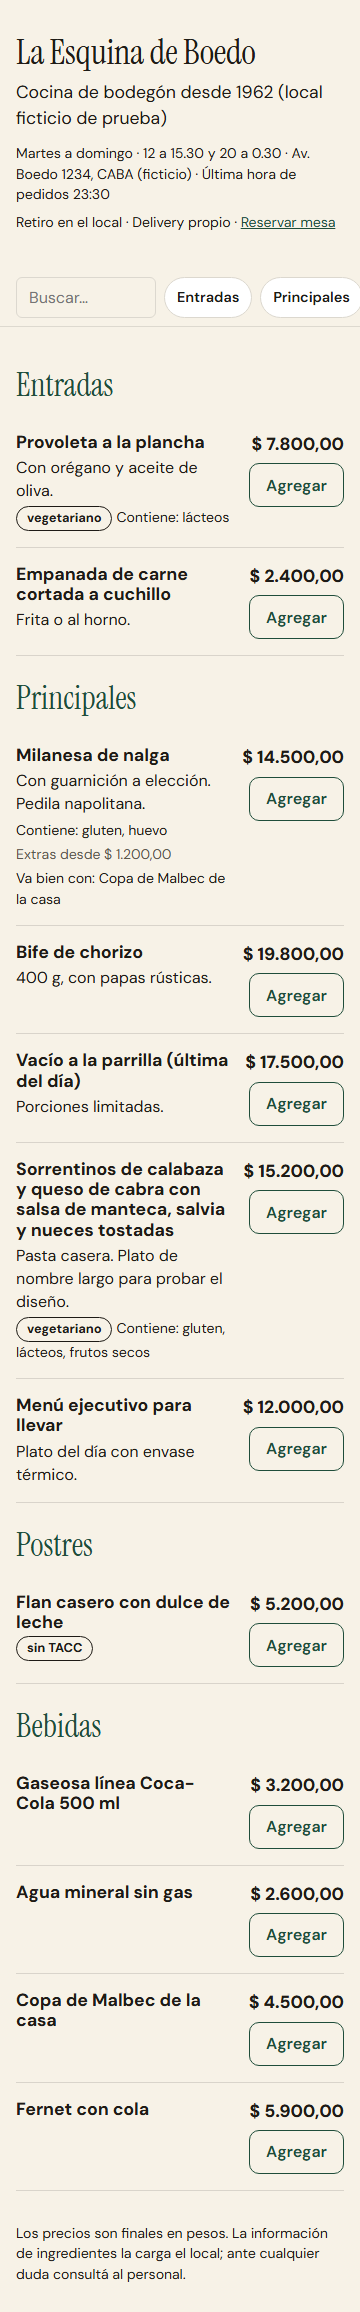 La Esquina de Boedo
Cocina de bodegón desde 1962 (local
ficticio de prueba)
Martes a domingo · 12 a 15.30 y 20 a 0.30 · Av.
Boedo 1234, CABA (ficticio) · Última hora de
pedidos 23:30
Retiro en el local · Delivery propio · Reservar mesa
Buscar...
Entradas
Principales
Entradas
Provoleta a la plancha
$ 7.800,00
Con orégano y aceite de
oliva.
Agregar
vegetariano Contiene: lácteos
Empanada de carne
cortada a cuchillo
$ 2.400,00
Frita o al horno.
Agregar
Principales
Milanesa de nalga
$ 14.500,00
Con guarnición a elección.
Pedila napolitana.
Agregar
Contiene: gluten, huevo
Extras desde $ 1.200,00
Va bien con: Copa de Malbec de
la casa
Bife de chorizo
$ 19.800,00
400 g, con papas rústicas.
Agregar
Vacío a la parrilla (última
del día)
$ 17.500,00
Porciones limitadas.
Agregar
Sorrentinos de calabaza
y queso de cabra con
salsa de manteca, salvia
y nueces tostadas
$ 15.200,00
Agregar
Pasta casera. Plato de
nombre largo para probar el
diseño.
vegetariano Contiene: gluten,
lácteos, frutos secos
Menú ejecutivo para
llevar
$ 12.000,00
Plato del día con envase
térmico.
Agregar
Postres
Flan casero con dulce de
leche
$ 5.200,00
sin TACC
Agregar
Bebidas
Gaseosa línea Coca-
Cola 500 ml
$ 3.200,00
Agregar
Agua mineral sin gas
$ 2.600,00
Agregar
Copa de Malbec de la
casa
$ 4.500,00
Agregar
Fernet con cola
$ 5.900,00
Agregar
Los precios son finales en pesos. La información
de ingredientes la carga el local; ante cualquier
duda consultá al personal.